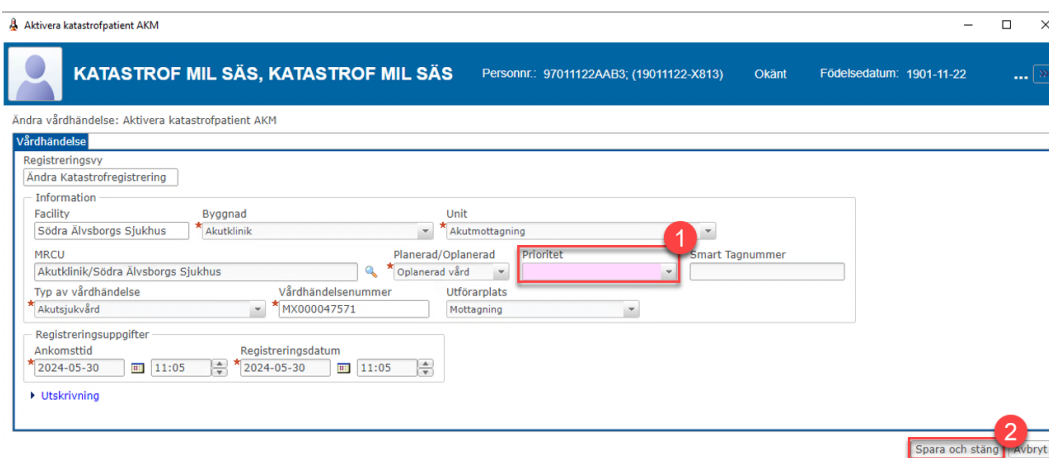 Aktivera katastrofpatient AKM
KATASTROF MIL SÄS, KATASTROF MIL SÄS Personnr.: 97011122AAB3; (19011122-X813) Okänt Födelsedatum: 1901-11-22 ...
Ändra vårdhändelse: Aktivera katastrofpatient AKM
Vårdhändelse
Registreringsvy
Ändra Katastrofregistrering
Information
Facility Byggnad Unit
Södra Älvsborgs Sjukhus * Akutklinik * Akutmottagning
1
MRCU Planerad/Oplanerad Prioritet Smart Tagnummer
Akutklinik/Södra Älvsborgs Sjukhus * Oplanerad vård
Typ av vårdhändelse Vårdhändelsenummer Utförarplats
* Akutsjukvård * MX000047571 Mottagning
Registreringsuppgifter
Ankomsttid Registreringsdatum
* 2024-05-30 11:05 * 2024-05-30 11:05
Utskrivning
2
Spara och stäng Avbryt